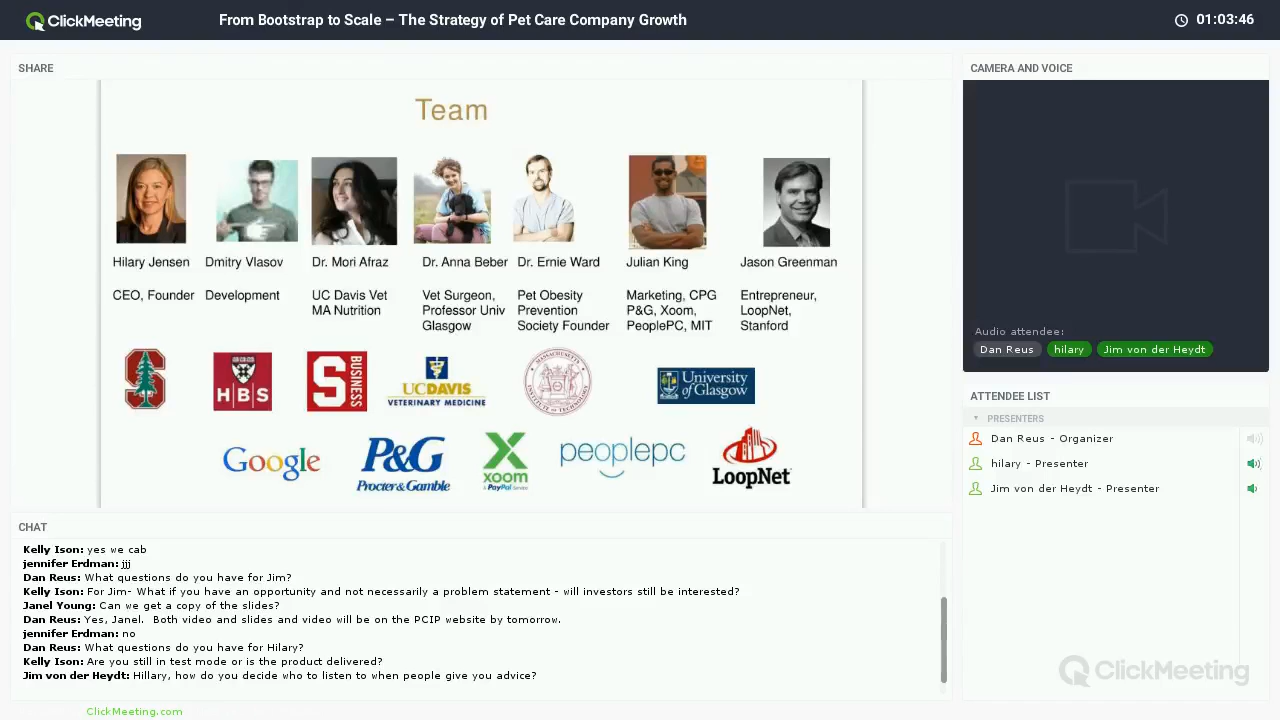 ClickMeeting
From Bootstrap to Scale – The Strategy of Pet Care Company Growth
01:03:46
SHARE
CAMERA AND VOICE
Team
Hilary Jensen
Dmitry Vlasov
Dr. Mori Afraz
Dr. Anna Beber
Dr. Ernie Ward
Julian King
Jason Greenman
CEO, Founder
Development
UC Davis Vet
MA Nutrition
Vet Surgeon,
Professor Univ
Glasgow
Pet Obesity
Prevention
Society Founder
Marketing, CPG
P&G, Xoom,
PeoplePC, MIT
Entrepreneur,
LoopNet,
Stanford
S
HBS
S BUSINESS
UCDAVIS
VETERINARY MEDICINE
University
of Glasgow
Google
P&G
Procter & Gamble
X
xoom
A PayPal Service
peoplepc
LoopNet
Audio attendee:
Dan Reus
hilary
Jim von der Heydt
ATTENDEE LIST
PRESENTERS
Dan Reus - Organizer
hilary - Presenter
Jim von der Heydt - Presenter
CHAT
Kelly Ison: yes we cab
jennifer Erdman: jjj
Dan Reus: What questions do you have for Jim?
Kelly Ison: For Jim- What if you have an opportunity and not necessarily a problem statement - will investors still be interested?
Janel Young: Can we get a copy of the slides?
Dan Reus: Yes, Janel.  Both video and slides and video will be on the PCIP website by tomorrow.
jennifer Erdman: no
Dan Reus: What questions do you have for Hilary?
Kelly Ison: Are you still in test mode or is the product delivered?
Jim von der Heydt: Hillary, how do you decide who to listen to when people give you advice?
ClickMeeting
ClickMeeting.com